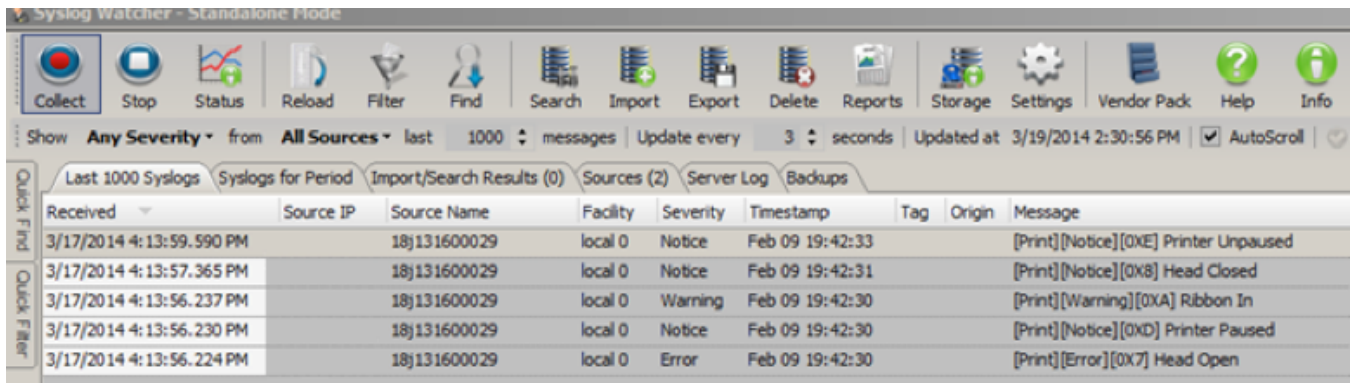 Syslog Watcher - Standalone Mode
Collect Stop Status Reload Filter Find Search Import Export Delete Reports Storage Settings Vendor Pack Help Info
Show Any Severity from All Sources last 1000 messages Update every 3 seconds Updated at 3/19/2014 2:30:56 PM AutoScroll
Quick Find
Quick Filter
Last 1000 Syslogs Syslogs for Period Import/Search Results (0) Sources (2) Server Log Backups
Received Source IP Source Name Facility Severity Timestamp Tag Origin Message
3/17/2014 4:13:59.590 PM 18j131600029 local 0 Notice Feb 09 19:42:33 [Print][Notice][0XE] Printer Unpaused
3/17/2014 4:13:57.365 PM 18j131600029 local 0 Notice Feb 09 19:42:31 [Print][Notice][0X8] Head Closed
3/17/2014 4:13:56.237 PM 18j131600029 local 0 Warning Feb 09 19:42:30 [Print][Warning][0XA] Ribbon In
3/17/2014 4:13:56.230 PM 18j131600029 local 0 Notice Feb 09 19:42:30 [Print][Notice][0XD] Printer Paused
3/17/2014 4:13:56.224 PM 18j131600029 local 0 Error Feb 09 19:42:30 [Print][Error][0X7] Head Open